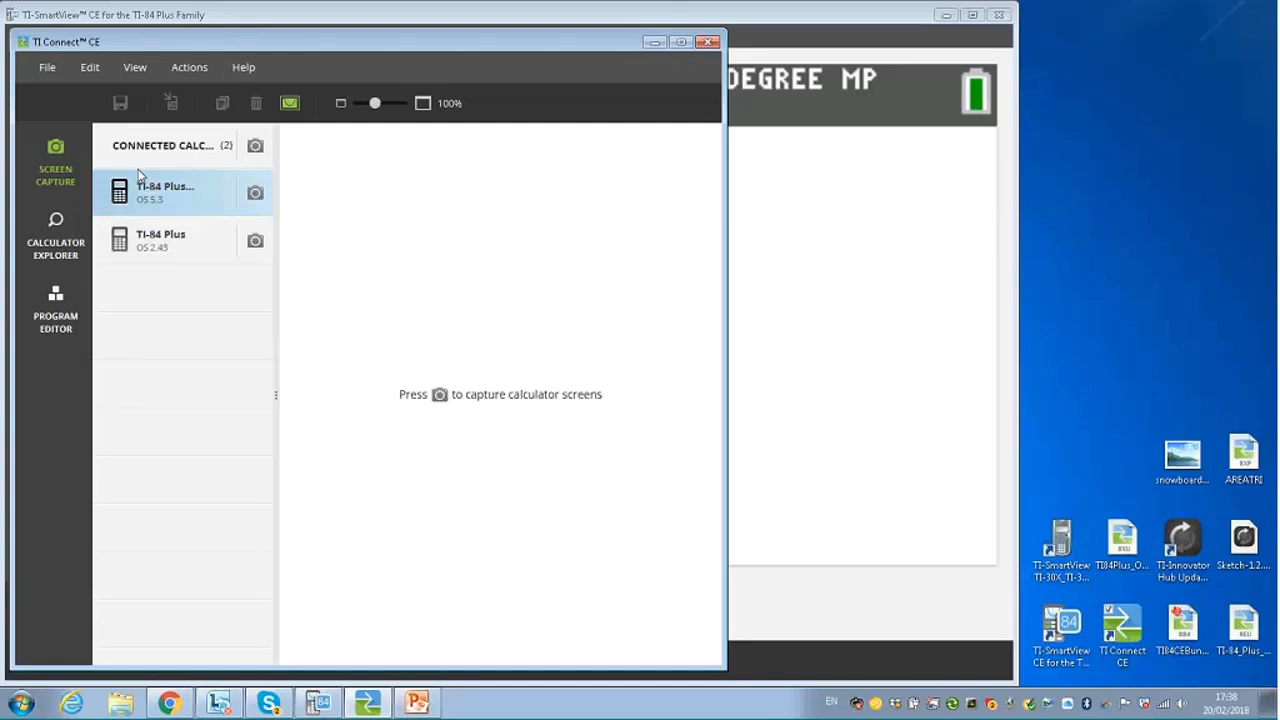 TI-SmartView™ CE for the TI-84 Plus Family
TI Connect™ CE
File Edit View Actions Help
DEGREE MP
100%
SCREEN
CAPTURE
CONNECTED CALC... (2)
TI-84 Plus...
OS 5.3
CALCULATOR
EXPLORER
TI-84 Plus
OS 2.43
PROGRAM
EDITOR
Press to capture calculator screens
snowboard...
AREATRI
TI-SmartView
TI-30X_TI-3...
TI84Plus_O...
TI-Innovator
Hub Upda...
Sketch-1.2....
TI-SmartView
CE for the T...
TI Connect
CE
TI84CEBun...
TI-84_Plus_...
EN
17:38
20/02/2018